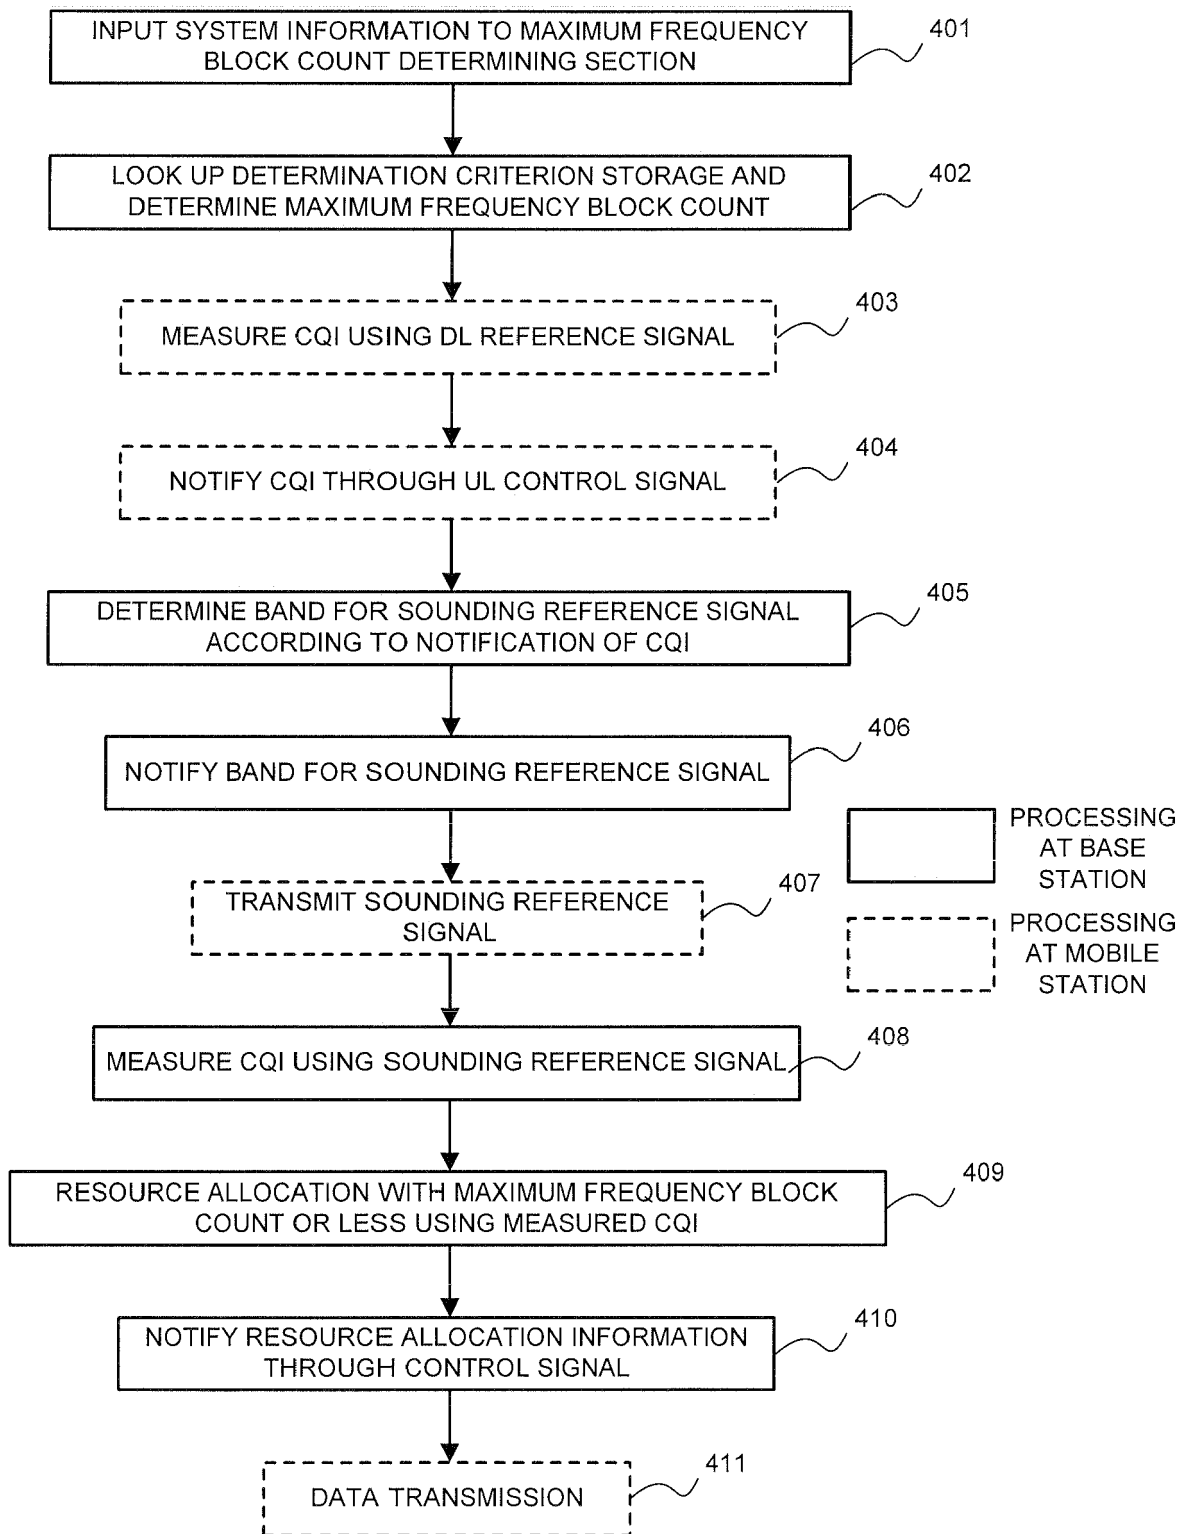 INPUT SYSTEM INFORMATION TO MAXIMUM FREQUENCY
BLOCK COUNT DETERMINING SECTION
401
LOOK UP DETERMINATION CRITERION STORAGE AND
DETERMINE MAXIMUM FREQUENCY BLOCK COUNT
402
MEASURE CQI USING DL REFERENCE SIGNAL
403
NOTIFY CQI THROUGH UL CONTROL SIGNAL
404
DETERMINE BAND FOR SOUNDING REFERENCE SIGNAL
ACCORDING TO NOTIFICATION OF CQI
405
NOTIFY BAND FOR SOUNDING REFERENCE SIGNAL
406
TRANSMIT SOUNDING REFERENCE
SIGNAL
407
PROCESSING
AT BASE
STATION
PROCESSING
AT MOBILE
STATION
MEASURE CQI USING SOUNDING REFERENCE SIGNAL
408
RESOURCE ALLOCATION WITH MAXIMUM FREQUENCY BLOCK
COUNT OR LESS USING MEASURED CQI
409
NOTIFY RESOURCE ALLOCATION INFORMATION
THROUGH CONTROL SIGNAL
410
DATA TRANSMISSION
411